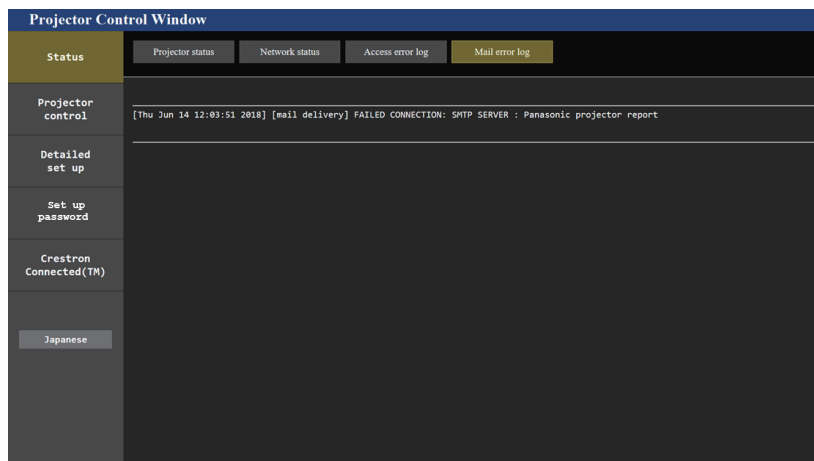 Projector Control Window
Status
Projector status
Network status
Access error log
Mail error log
Projector
control
[Thu Jun 14 12:03:51 2018] [mail delivery] FAILED CONNECTION: SMTP SERVER : Panasonic projector report
Detailed
set up
Set up
password
Crestron
Connected(TM)
Japanese